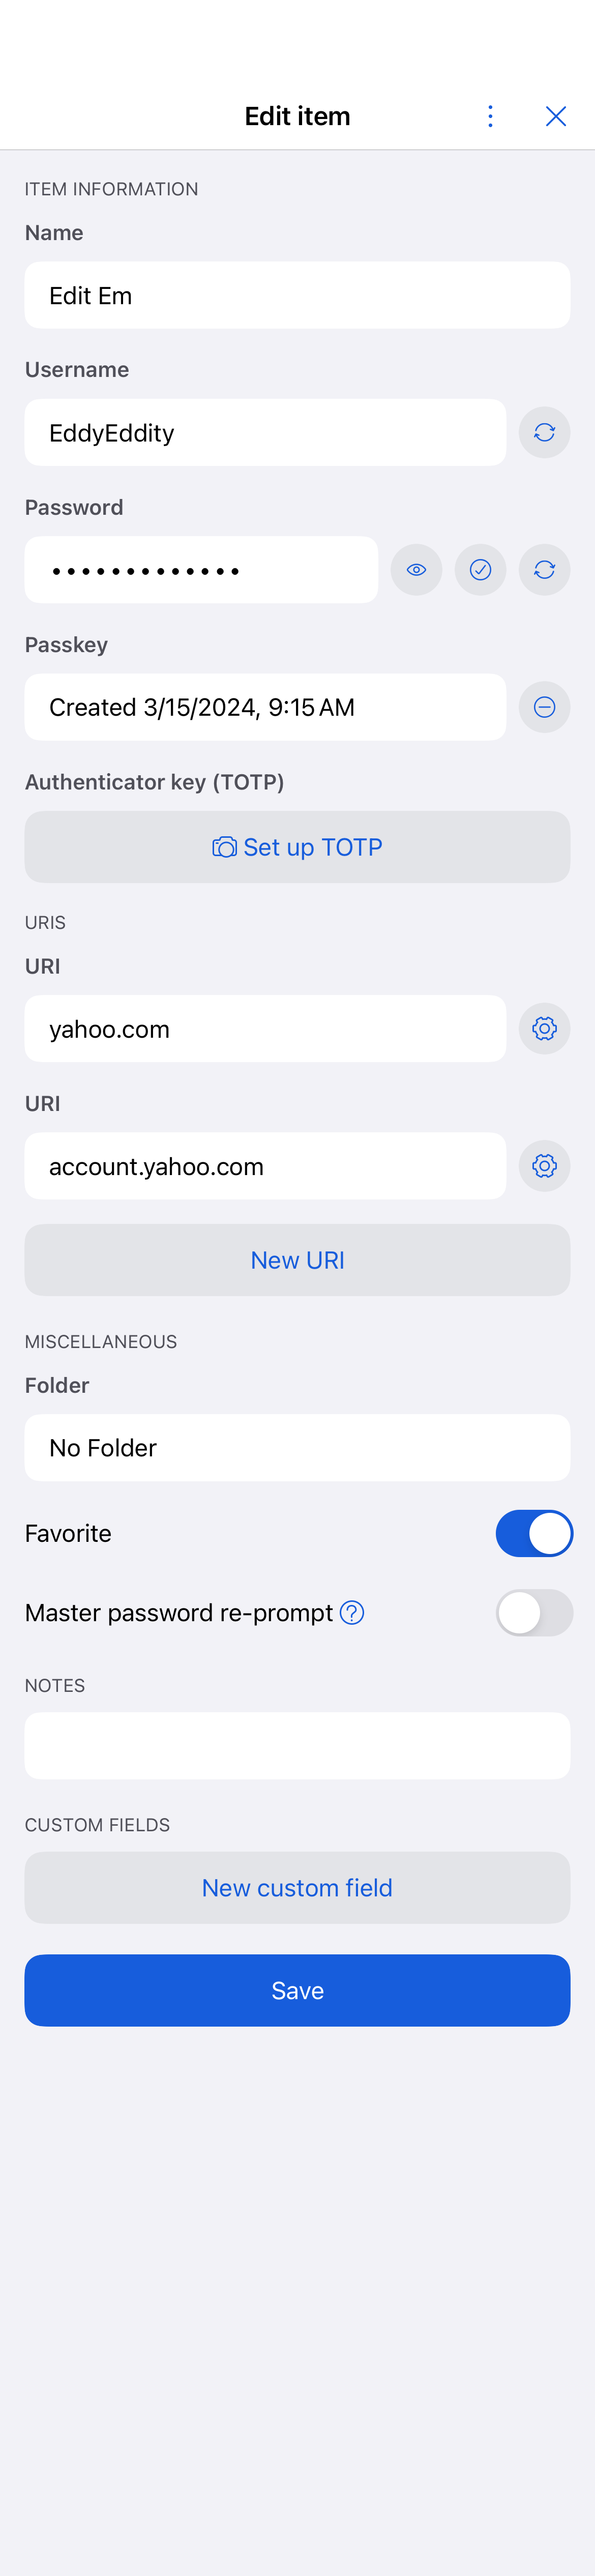 Edit item
ITEM INFORMATION
Name
Edit Em
Username
EddyEddity
Password
•••••••••••••
Passkey
Created 3/15/2024, 9:15 AM
Authenticator key (TOTP)
Set up TOTP
URIS
URI
yahoo.com
URI
account.yahoo.com
New URI
MISCELLANEOUS
Folder
No Folder
Favorite
Master password re-prompt ?
NOTES
CUSTOM FIELDS
New custom field
Save